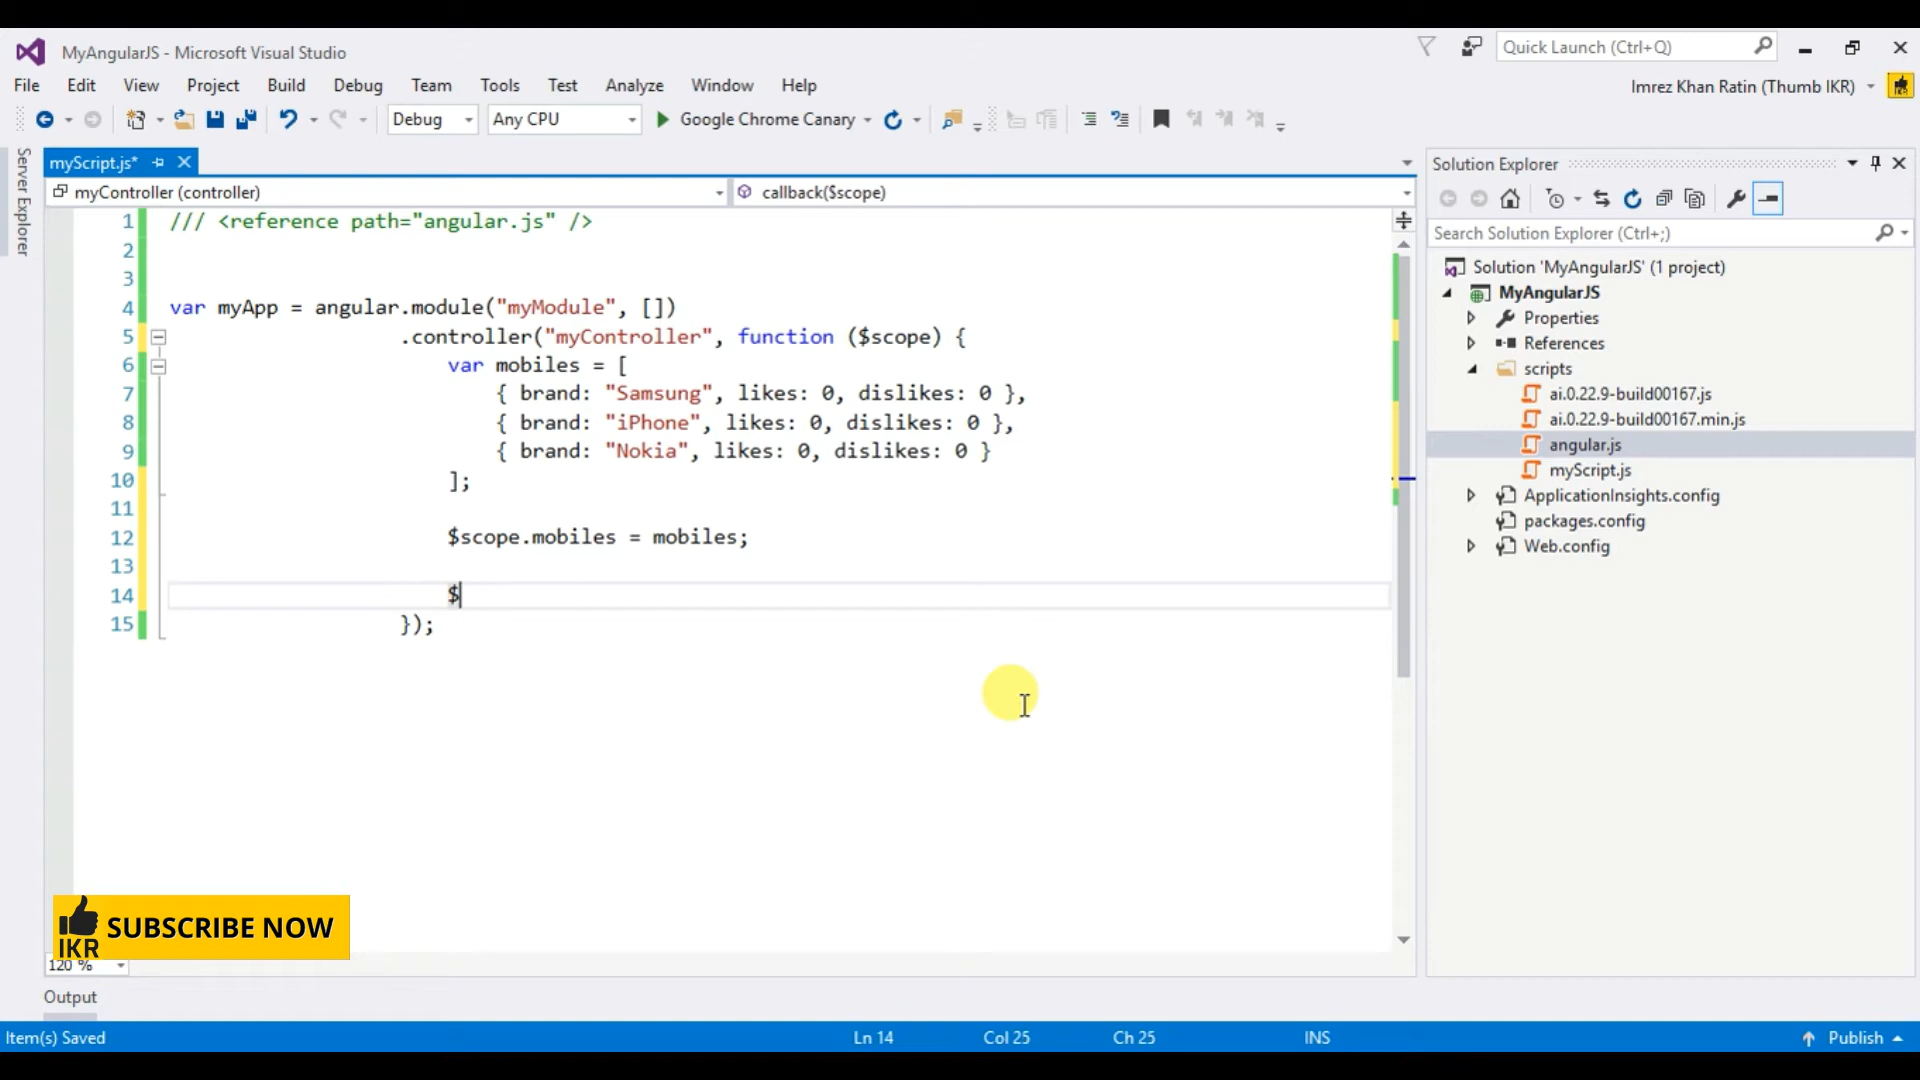 MyAngularJS - Microsoft Visual Studio
Quick Launch (Ctrl+Q)
File Edit View Project Build Debug Team Tools Test Analyze Window Help
Imrez Khan Ratin (Thumb IKR)
Debug Any CPU Google Chrome Canary
Server Explorer
myScript.js*
myController (controller) callback($scope)
1 /// <reference path="angular.js" />
2
3
4 var myApp = angular.module("myModule", [])
5 .controller("myController", function ($scope) {
6 var mobiles = [
7 { brand: "Samsung", likes: 0, dislikes: 0 },
8 { brand: "iPhone", likes: 0, dislikes: 0 },
9 { brand: "Nokia", likes: 0, dislikes: 0 }
10 ];
11
12 $scope.mobiles = mobiles;
13
14 $
15 });
Solution Explorer
Search Solution Explorer (Ctrl+;)
Solution 'MyAngularJS' (1 project)
MyAngularJS
Properties
References
scripts
ai.0.22.9-build00167.js
ai.0.22.9-build00167.min.js
angular.js
myScript.js
ApplicationInsights.config
packages.config
Web.config
IKR SUBSCRIBE NOW
120 %
Output
Item(s) Saved Ln 14 Col 25 Ch 25 INS Publish